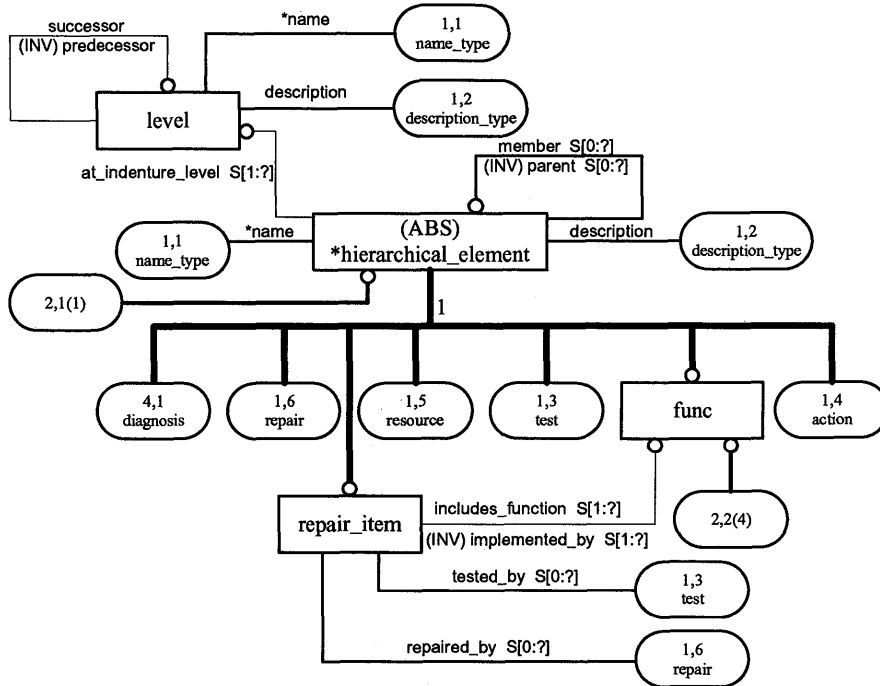 successor
(INV) predecessor
*name
1,1
name_type
level
description
1,2
description_type
at_indenture_level S[1:?]
member S[0:?]
(INV) parent S[0:?]
1,1
name_type
*name
(ABS)
*hierarchical_element
description
1,2
description_type
2,1(1)
1
4,1
diagnosis
1,6
repair
1,5
resource
1,3
test
func
1,4
action
repair_item
includes_function S[1:?]
(INV) implemented_by S[1:?]
2,2(4)
tested_by S[0:?]
1,3
test
repaired_by S[0:?]
1,6
repair